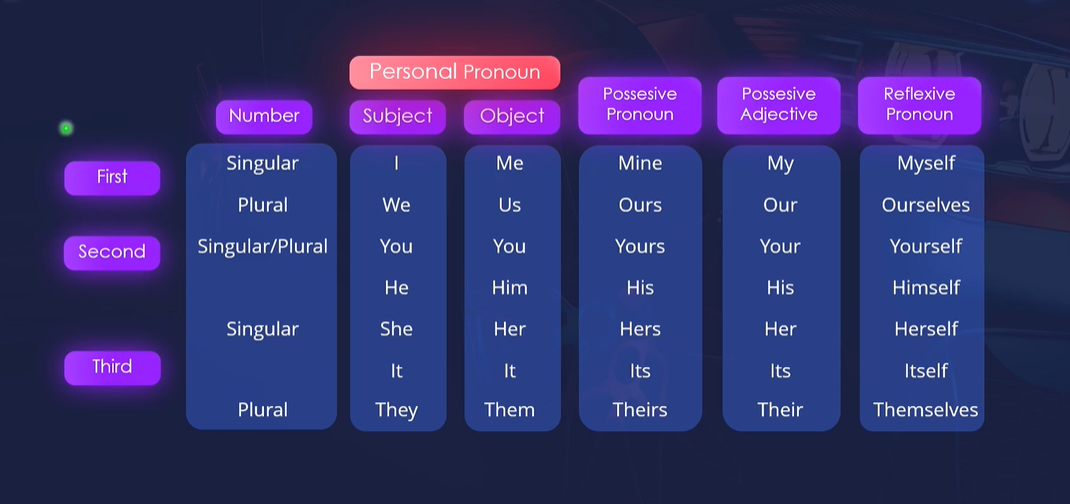 Personal Pronoun
Number Subject Object Possesive Pronoun Possesive Adjective Reflexive Pronoun
First Singular I Me Mine My Myself
Plural We Us Ours Our Ourselves
Second Singular/Plural You You Yours Your Yourself
He Him His His Himself
Singular She Her Hers Her Herself
Third It It Its Its Itself
Plural They Them Theirs Their Themselves